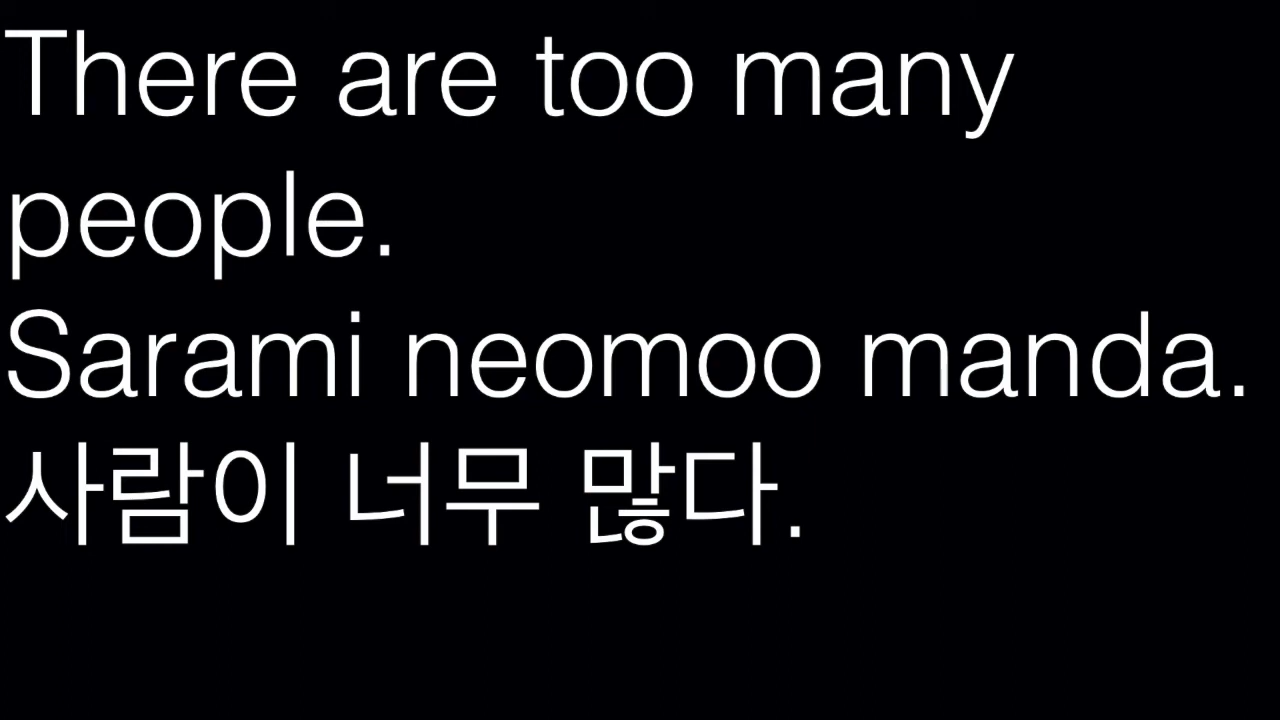 There are too many
people.
Sarami neomoo manda.
사람이 너무 많다.